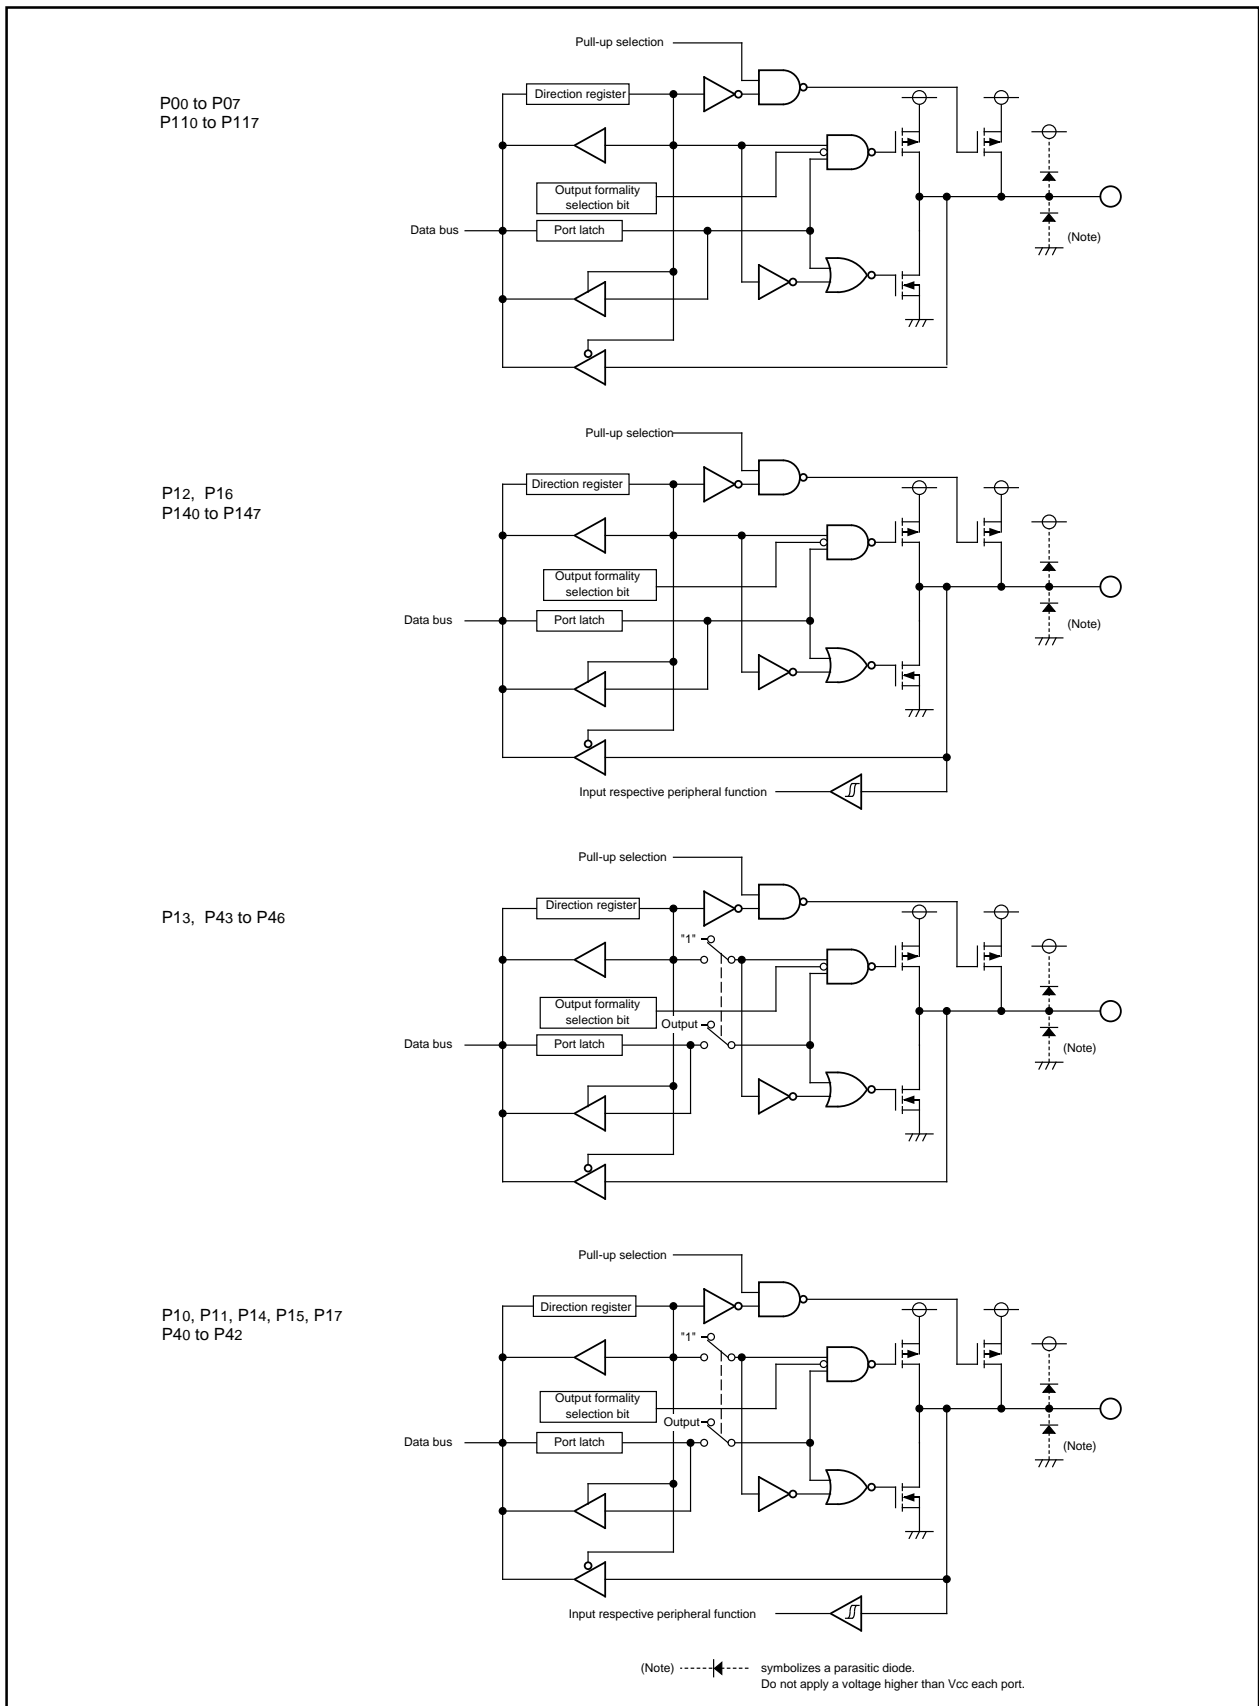 Pull-up selection
P00 to P07
P110 to P117
Direction register
Output formality
selection bit
Data bus
Port latch
(Note)
Pull-up selection
P12, P16
P140 to P147
Direction register
Output formality
selection bit
Data bus
Port latch
(Note)
Input respective peripheral function
Pull-up selection
P13, P43 to P46
Direction register
"1"
Output formality
selection bit
Output
Data bus
Port latch
(Note)
Pull-up selection
P10, P11, P14, P15, P17
P40 to P42
Direction register
"1"
Output formality
selection bit
Output
Data bus
Port latch
(Note)
Input respective peripheral function
(Note) symbolizes a parasitic diode.
Do not apply a voltage higher than Vcc each port.